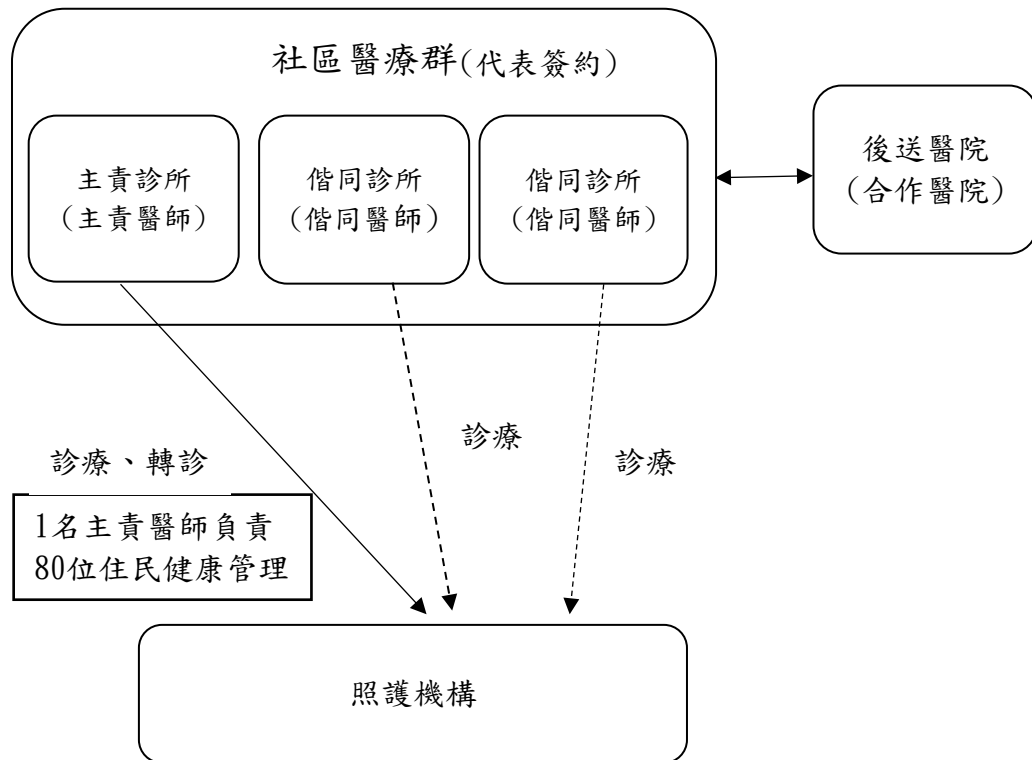 社區醫療群(代表簽約)
主責診所
(主責醫師)
偕同診所
(偕同醫師)
偕同診所
(偕同醫師)
後送醫院
(合作醫院)
診療
診療
診療、轉診
1名主責醫師負責
80位住民健康管理
照護機構